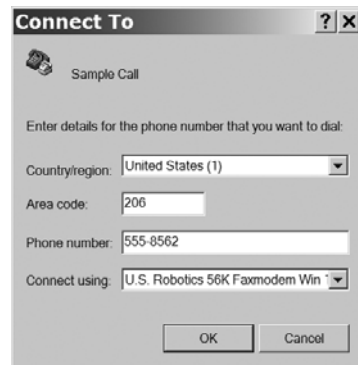 Connect To
Sample Call
Enter details for the phone number that you want to dial:
Country/region: United States (1)
Area code: 206
Phone number: 555-8562
Connect using: U.S. Robotics 56K Faxmodem Win
OK Cancel